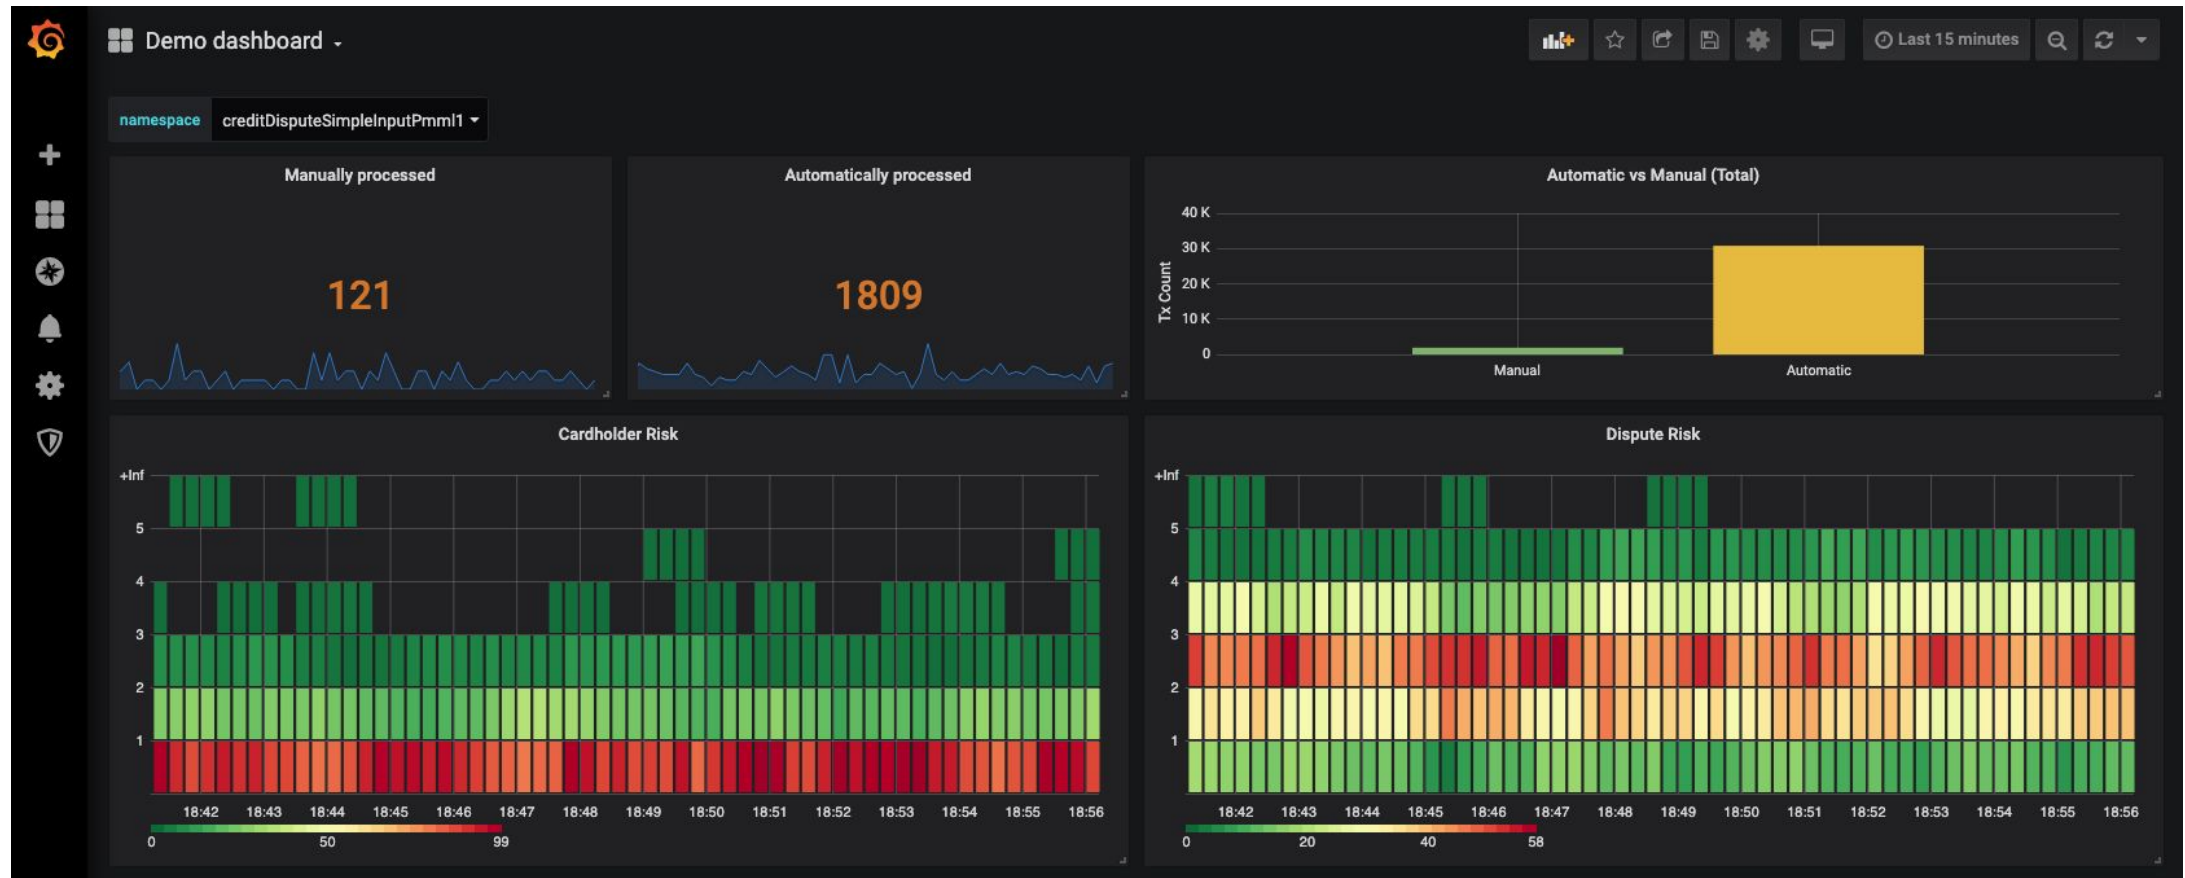 Demo dashboard
Last 15 minutes
namespace creditDisputeSimpleInputPmml1
Manually processed
121
Automatically processed
1809
Automatic vs Manual (Total)
Tx Count
40 K
30 K
20 K
10 K
0
Manual Automatic
Cardholder Risk
+Inf
5
4
3
2
1
18:42 18:43 18:44 18:45 18:46 18:47 18:48 18:49 18:50 18:51 18:52 18:53 18:54 18:55 18:56
0 50 99
Dispute Risk
+Inf
5
4
3
2
1
18:42 18:43 18:44 18:45 18:46 18:47 18:48 18:49 18:50 18:51 18:52 18:53 18:54 18:55 18:56
0 20 40 58